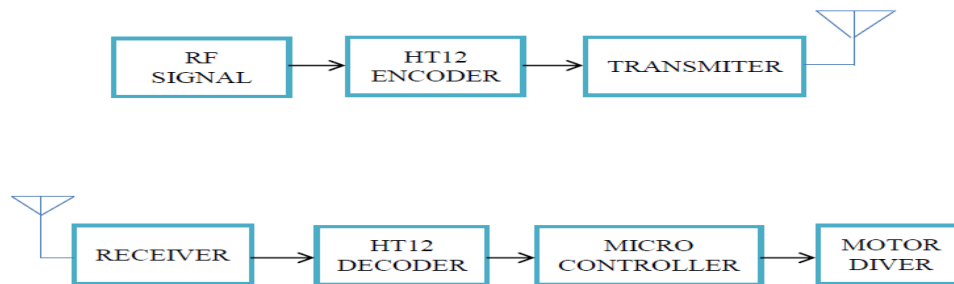 RF
SIGNAL
HT12
ENCODER
TRANSMITER
RECEIVER
HT12
DECODER
MICRO
CONTROLLER
MOTOR
DIVER